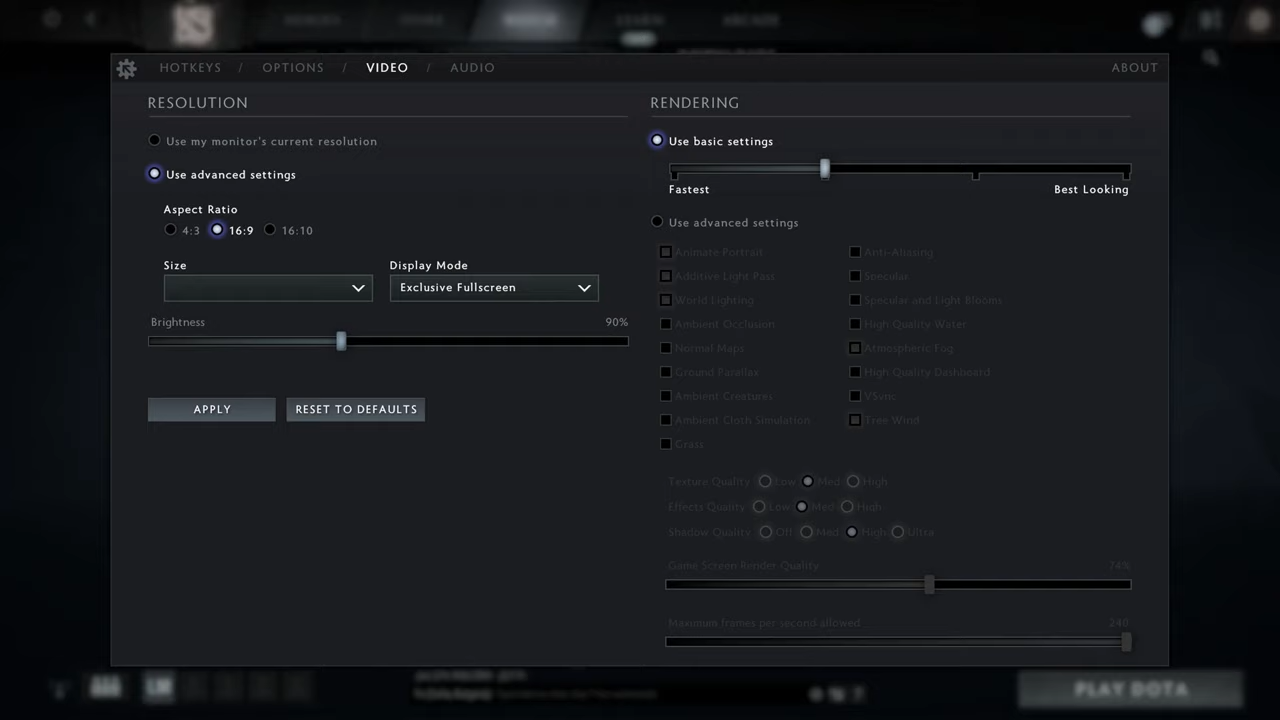 HOTKEYS / OPTIONS / VIDEO / AUDIO ABOUT
RESOLUTION
Use my monitor's current resolution
Use advanced settings
Aspect Ratio
4:3 16:9 16:10
Size Display Mode
Exclusive Fullscreen
Brightness 90%
APPLY RESET TO DEFAULTS
RENDERING
Use basic settings
Fastest Best Looking
Use advanced settings
Animate Portrait Anti-Aliasing
Additive Light Pass Specular
World Lighting Specular and Light Blooms
Ambient Occlusion High Quality Water
Normal Maps Atmospheric Fog
Ground Parallax High Quality Dashboard
Ambient Creatures VSync
Ambient Cloth Simulation Tree Wind
Grass
Texture Quality Low Med High
Effects Quality Low Med High
Shadow Quality Off Med High Ultra
Game Screen Render Quality 74%
Maximum frames per second allowed 240
PLAY DOTA